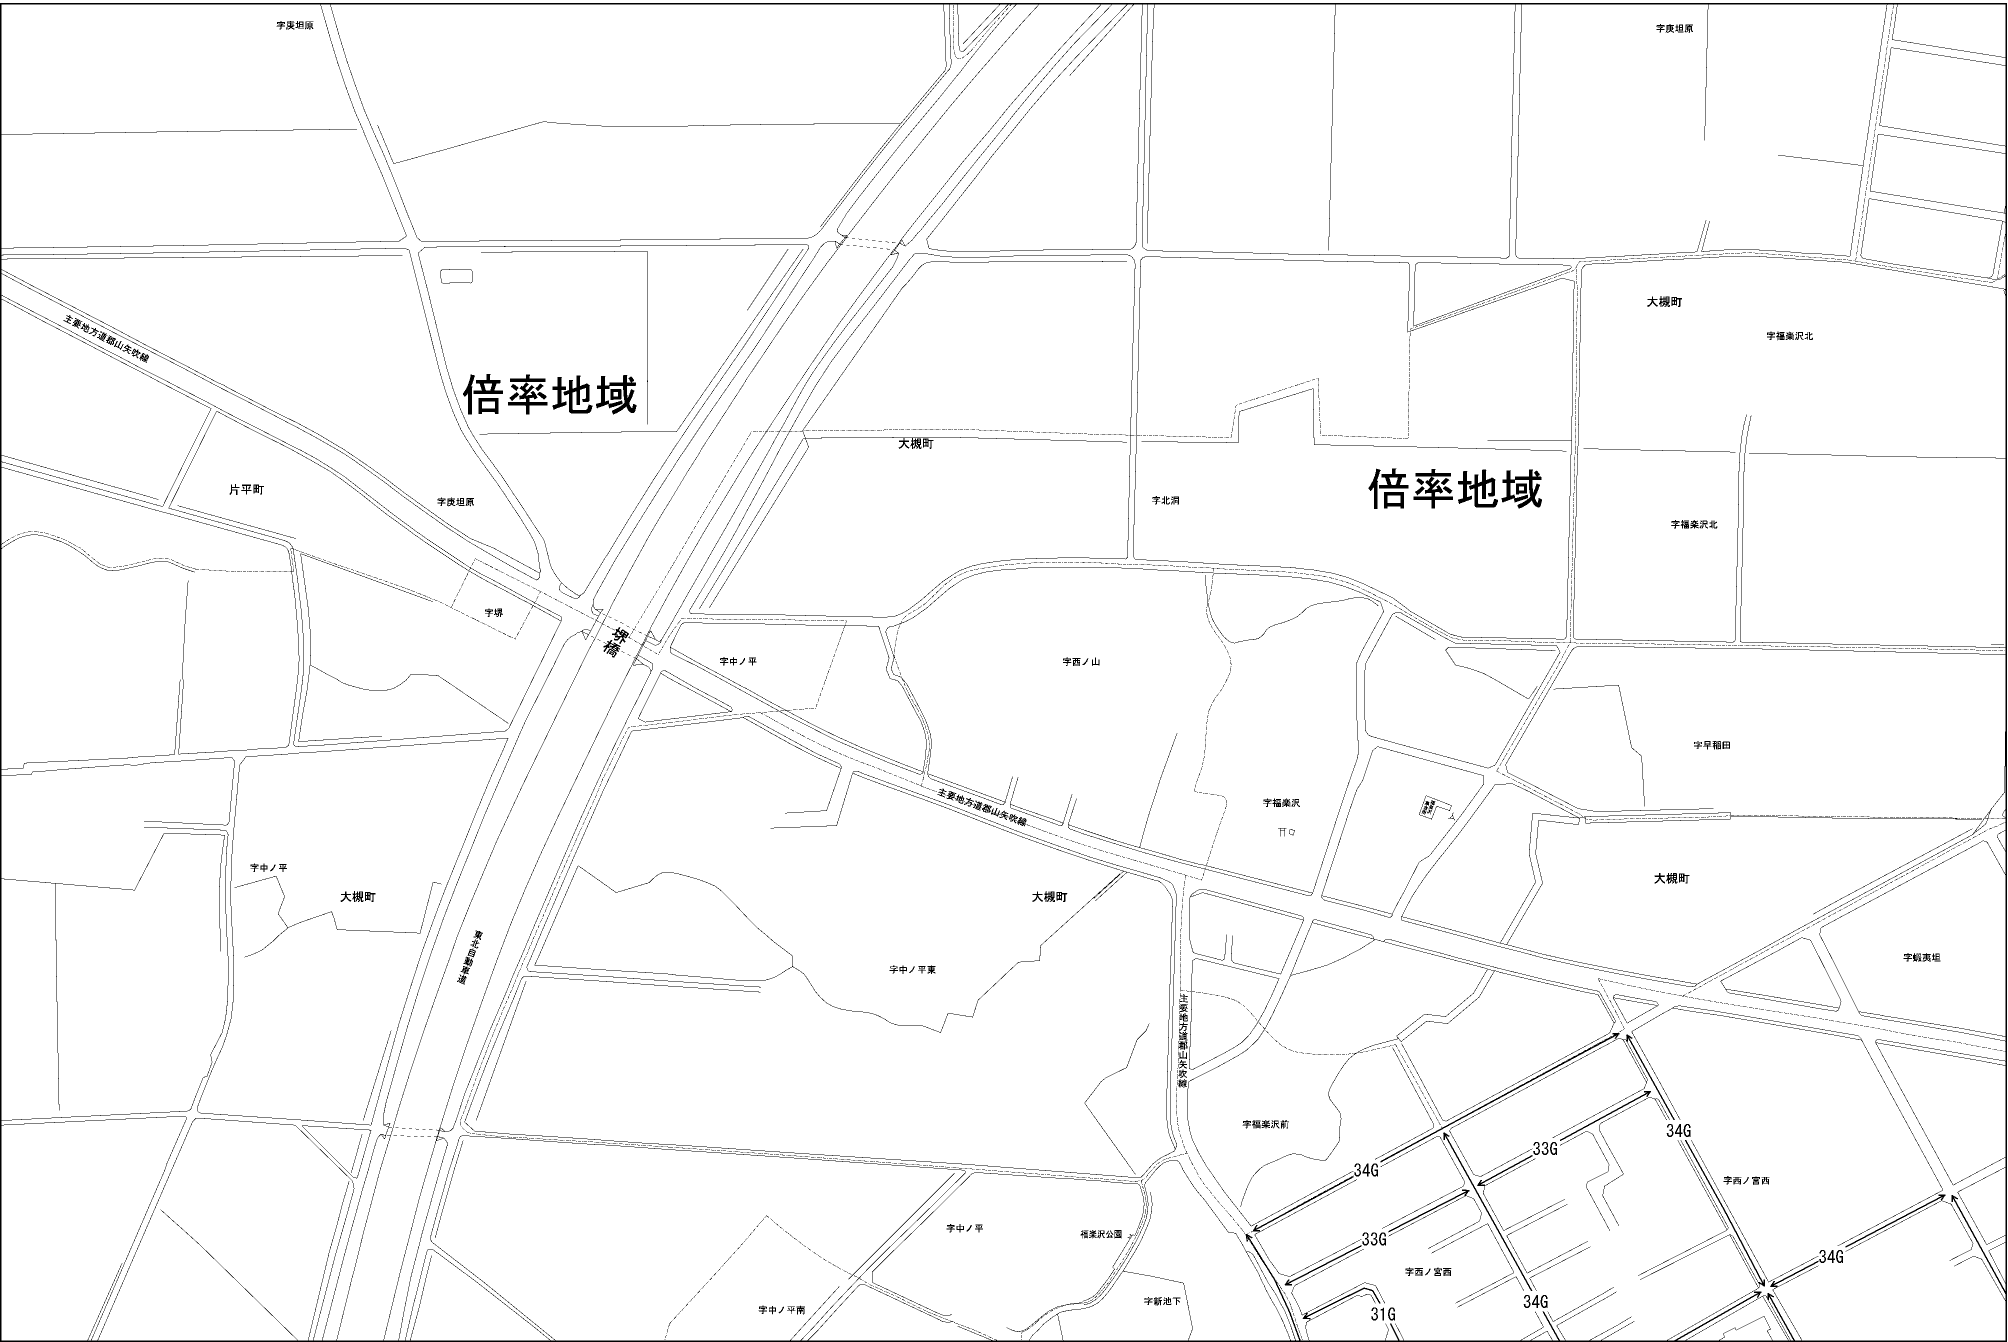 字庚坦原
字庚坦原
大槻町
字福楽沢北
主要地方道郡山矢吹線
倍率地域
大槻町
倍率地域
片平町
字庚坦原
字北洞
字福楽沢北
字堺
堺橋
字中ノ平
字西ノ山
字早稲田
主要地方道郡山矢吹線
字福楽沢
字中ノ平
大槻町
大槻町
大槻町
東北自動車道
字中ノ平東
字蝦夷坦
主要地方道郡山矢吹線
字福楽沢前
34G
33G
34G
字西ノ宮西
字中ノ平
福楽沢公園
33G
34G
字西ノ宮西
字中ノ平南
字新池下
31G
34G